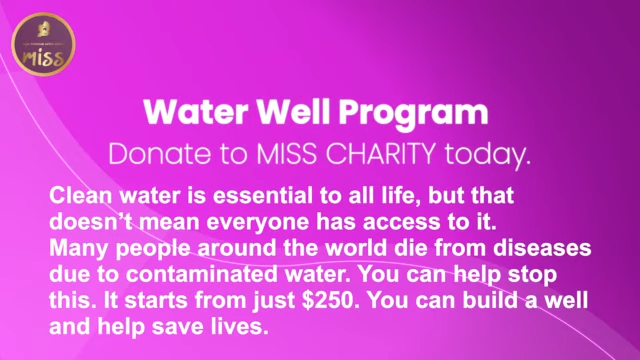 miss
Water Well Program
Donate to MISS CHARITY today.
Clean water is essential to all life, but that
doesn’t mean everyone has access to it.
Many people around the world die from diseases
due to contaminated water. You can help stop
this. It starts from just $250. You can build a well
and help save lives.